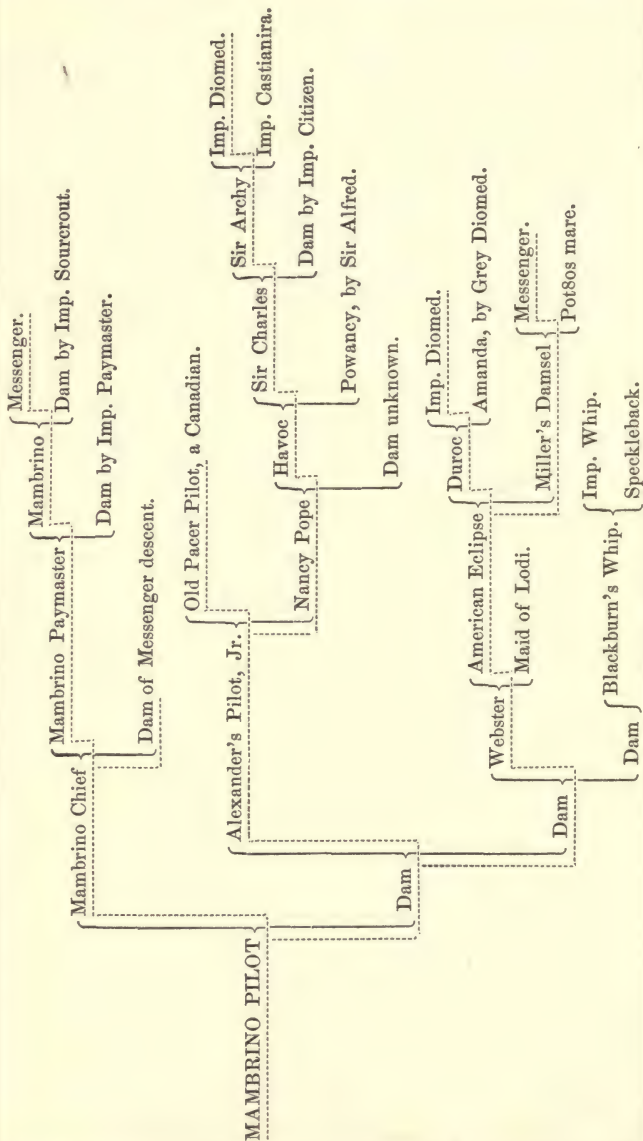 MAMBRINO PILOT
Mambrino Chief
Mambrino Paymaster
Mambrino
Messenger.
Dam by Imp. Sourcrout.
Dam by Imp. Paymaster.
Dam of Messenger descent.
Dam
Alexander's Pilot, Jr.
Old Pacer Pilot, a Canadian.
Nancy Pope
Havoc
Sir Charles
Sir Archy
Imp. Diomed.
Imp. Castianira.
Dam by Imp. Citizen.
Powancy, by Sir Alfred.
Dam unknown.
Dam
Webster
American Eclipse
Duroc
Imp. Diomed.
Amanda, by Grey Diomed.
Miller's Damsel
Messenger.
Pot8os mare.
Maid of Lodi.
Dam
Blackburn's Whip.
Imp. Whip.
Speckleback.